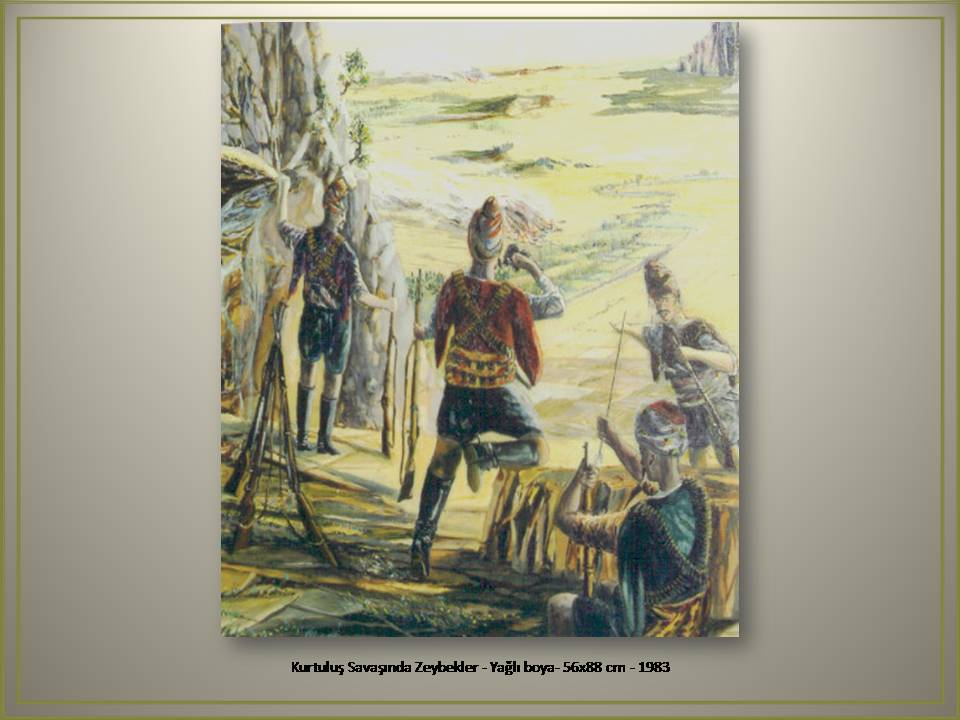 Kurtuluş Savaşında Zeybekler - Yağlı boya- 56x88 cm - 1983